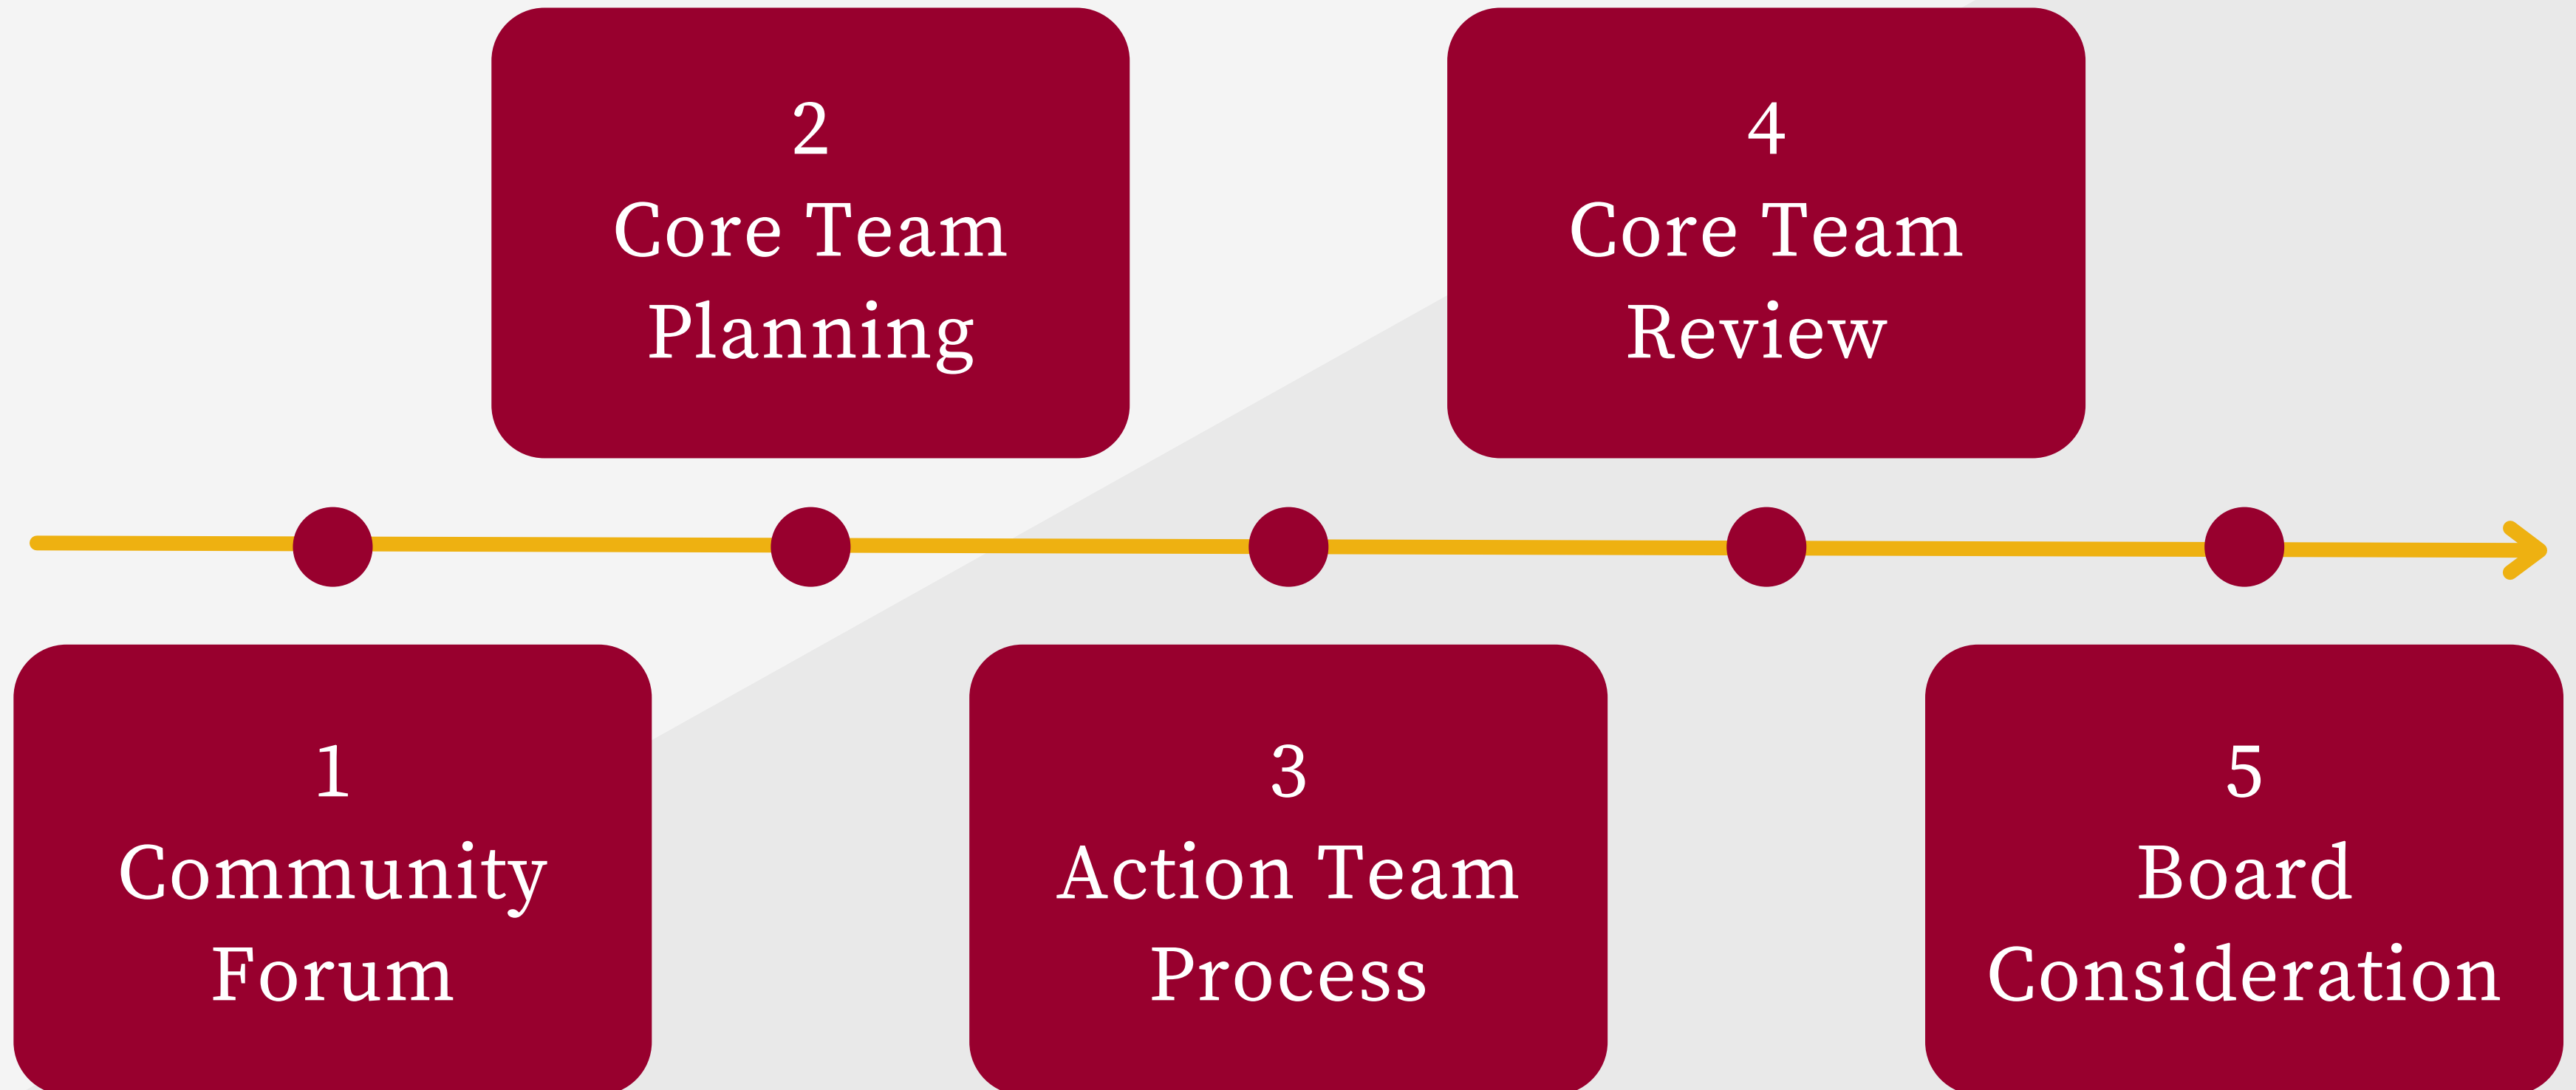 1
Community
Forum
2
Core Team
Planning
3
Action Team
Process
4
Core Team
Review
5
Board
Consideration